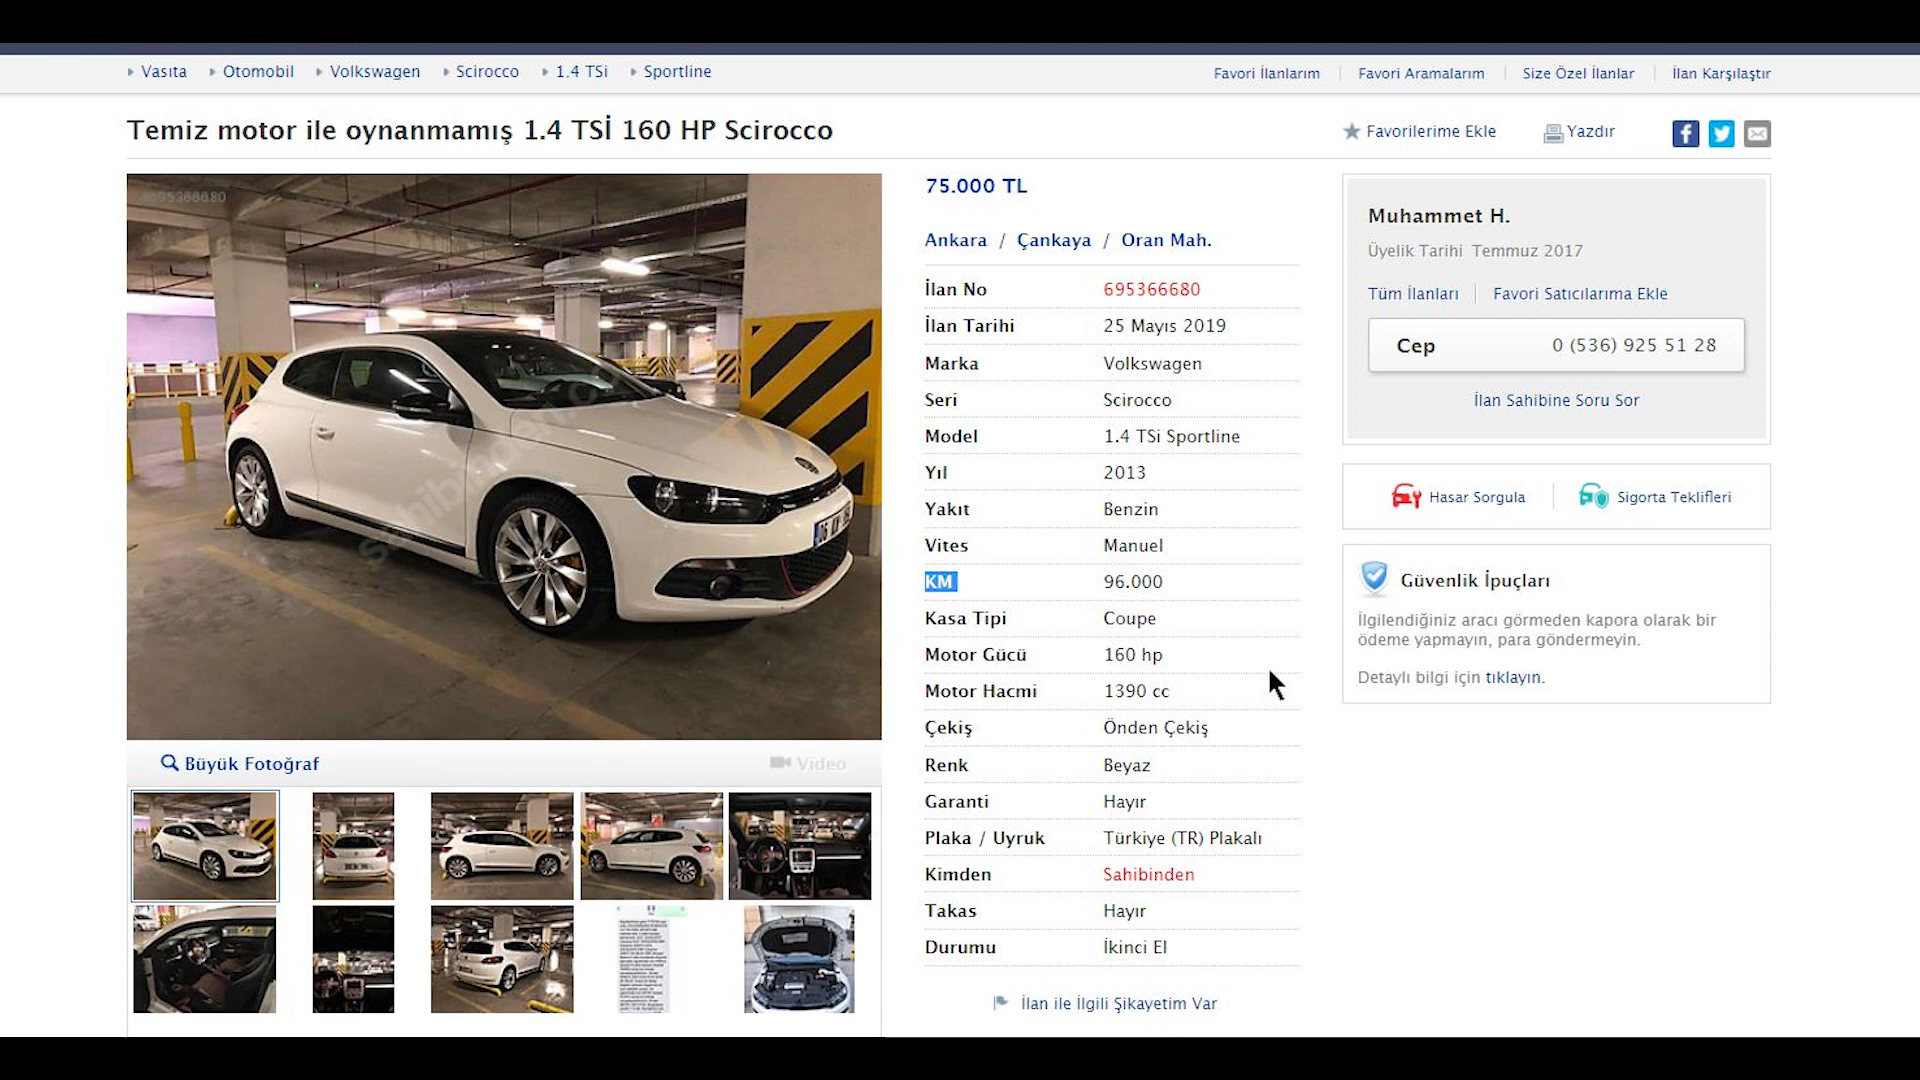 Vasıta Otomobil Volkswagen Scirocco 1.4 TSi Sportline
Favori İlanlarım Favori Aramalarım Size Özel İlanlar İlan Karşılaştır
Temiz motor ile oynanmamış 1.4 TSİ 160 HP Scirocco
Favorilerime Ekle Yazdır
695366680
sahibinden.com
75.000 TL
Ankara / Çankaya / Oran Mah.
İlan No 695366680
İlan Tarihi 25 Mayıs 2019
Marka Volkswagen
Seri Scirocco
Model 1.4 TSi Sportline
Yıl 2013
Yakıt Benzin
Vites Manuel
KM 96.000
Kasa Tipi Coupe
Motor Gücü 160 hp
Motor Hacmi 1390 cc
Çekiş Önden Çekiş
Renk Beyaz
Garanti Hayır
Plaka / Uyruk Türkiye (TR) Plakalı
Kimden Sahibinden
Takas Hayır
Durumu İkinci El
İlan ile İlgili Şikayetim Var
Büyük Fotoğraf Video
Muhammet H.
Üyelik Tarihi Temmuz 2017
Tüm İlanları Favori Satıcılarıma Ekle
Cep 0 (536) 925 51 28
İlan Sahibine Soru Sor
Hasar Sorgula Sigorta Teklifleri
Güvenlik İpuçları
İlgilendiğiniz aracı görmeden kapora olarak bir
ödeme yapmayın, para göndermeyin.
Detaylı bilgi için tıklayın.